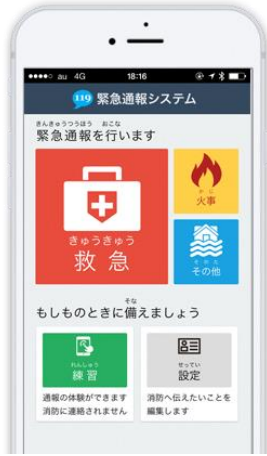 au 4G 18:16
119 緊急通報システム
きんきゅうつうほう おこな
緊急通報を行います
きゅうきゅう
救急
かじ
火事
そのた
その他
そな
もしものときに備えましょう
れんしゅう
練習
通報の体験ができます
消防に連絡されません
せってい
設定
消防へ伝えたいことを
編集します